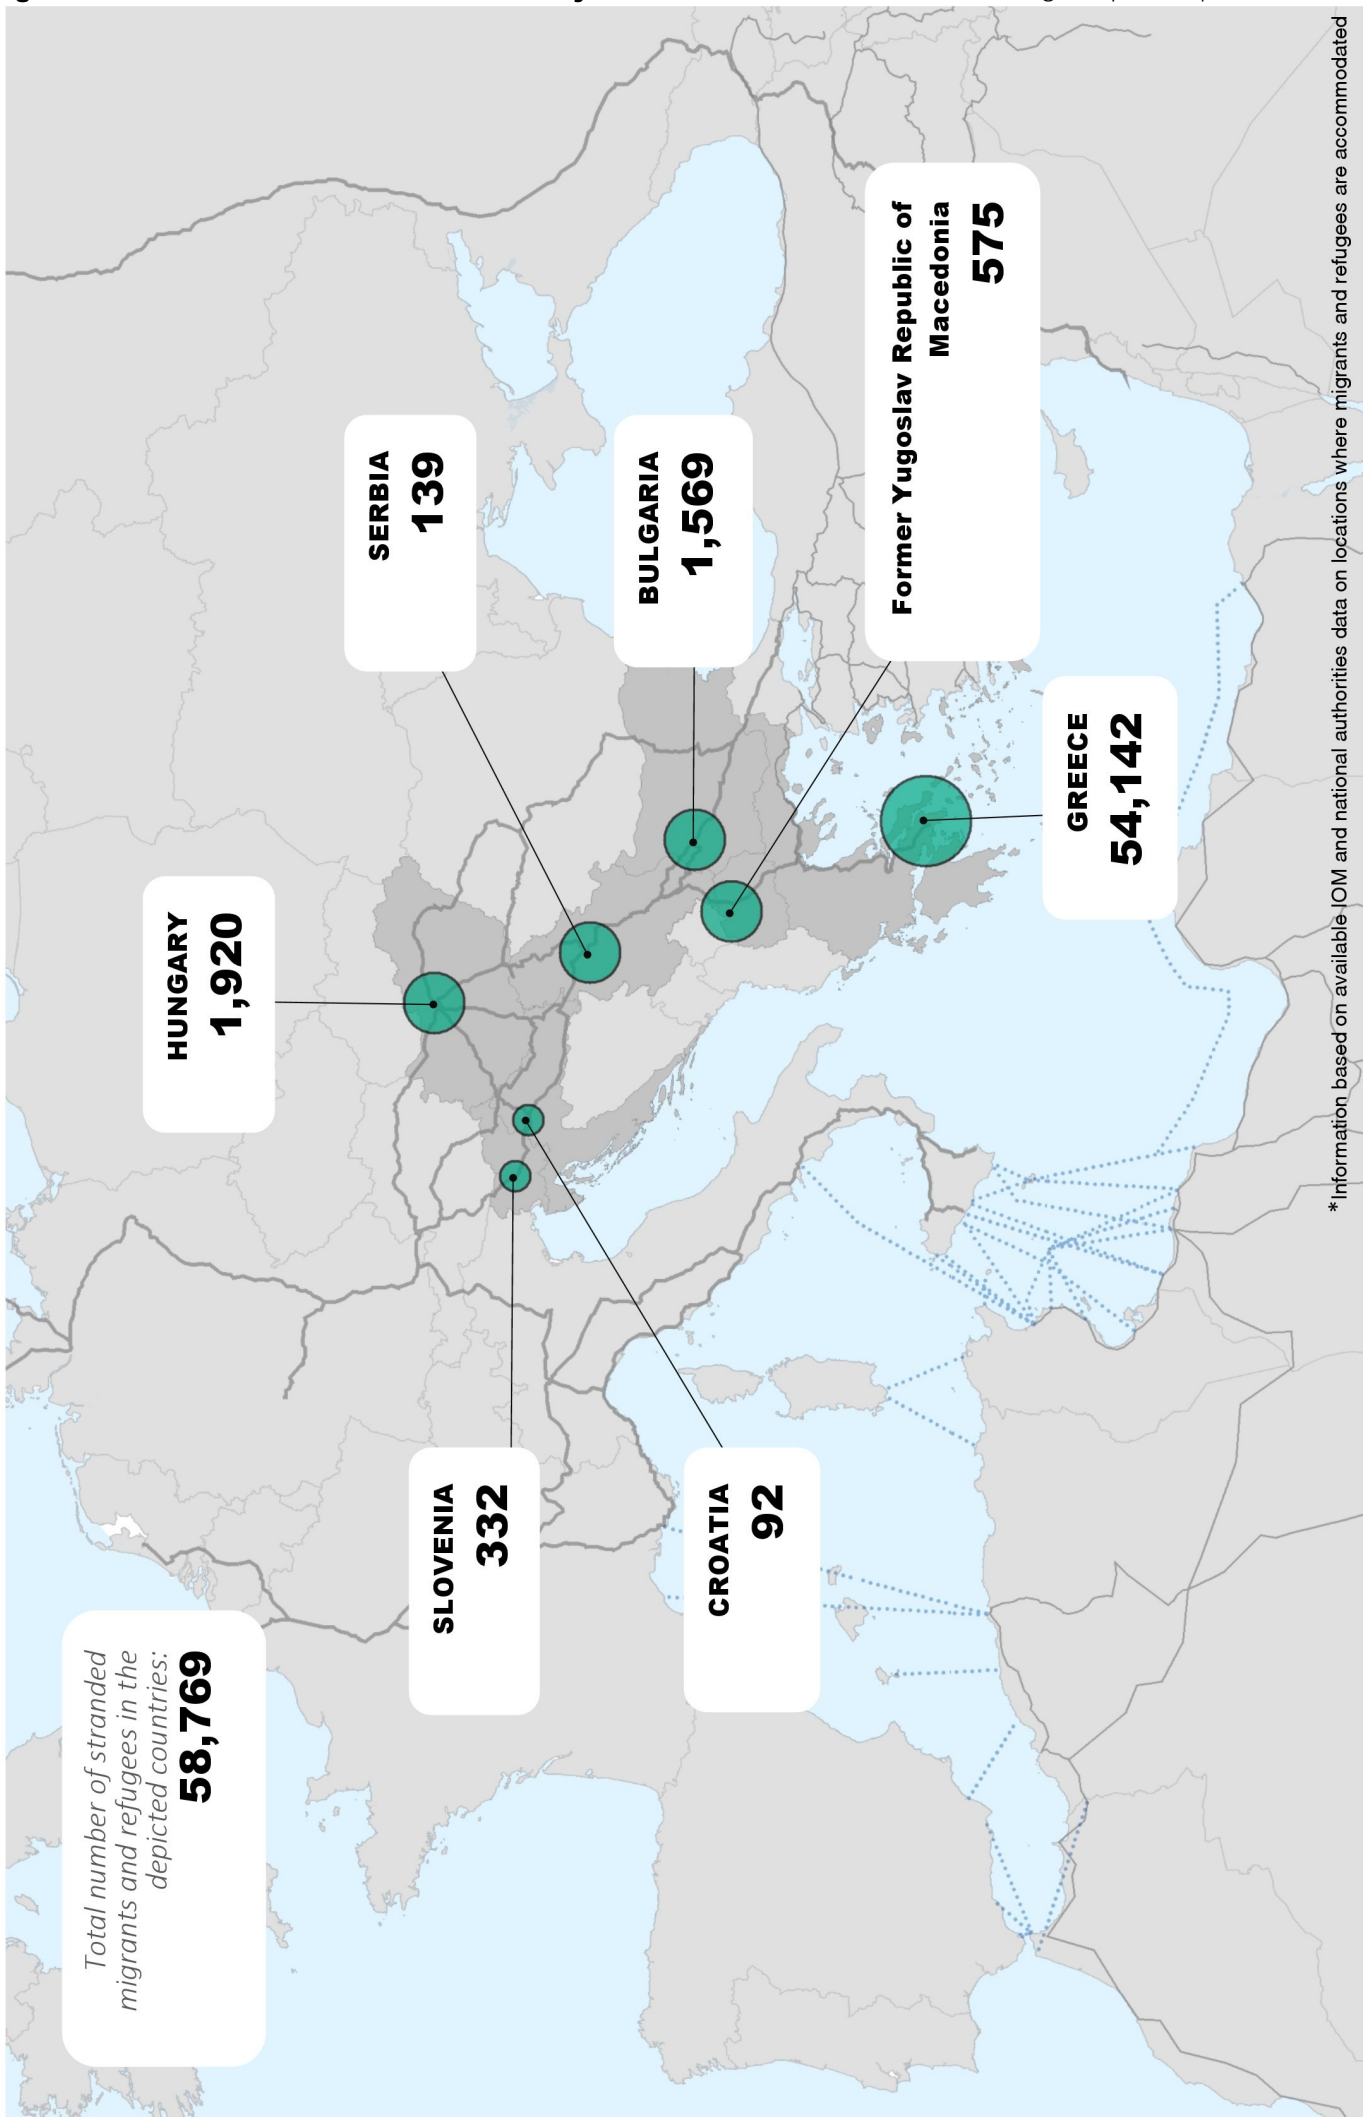 Total number of stranded
migrants and refugees in the
depicted countries:
58,769
HUNGARY
1,920
SERBIA
139
SLOVENIA
332
BULGARIA
1,569
CROATIA
92
Former Yugoslav Republic of
Macedonia
575
GREECE
54,142
*Information based on available IOM and national authorities data on locations where migrants and refugees are accommodated